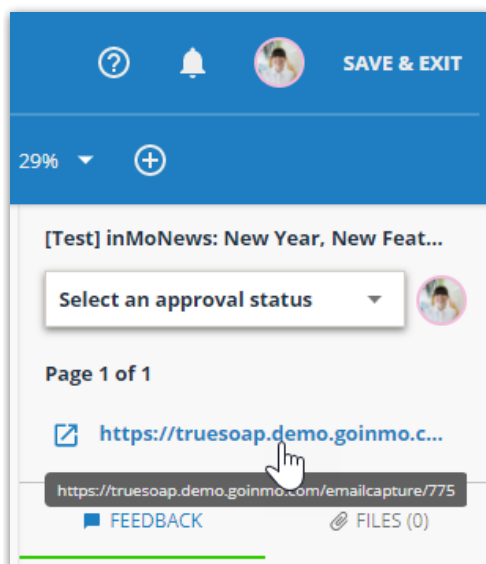 SAVE & EXIT
29%
[Test] inMoNews: New Year, New Feat...
Select an approval status
Page 1 of 1
https://truesoap.demo.goinmo.c...
https://truesoap.demo.goinmo.com/emailcapture/775
FEEDBACK FILES (0)